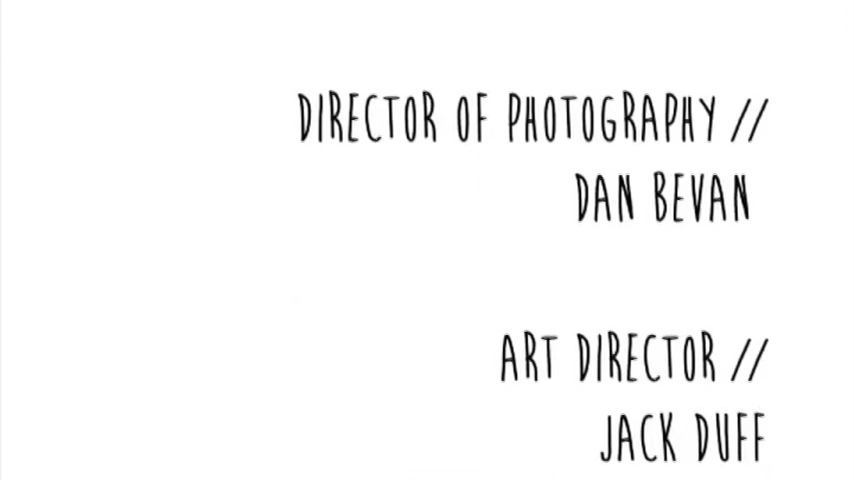 DIRECTOR OF PHOTOGRAPHY //
DAN BEVAN
ART DIRECTOR //
JACK DUFF